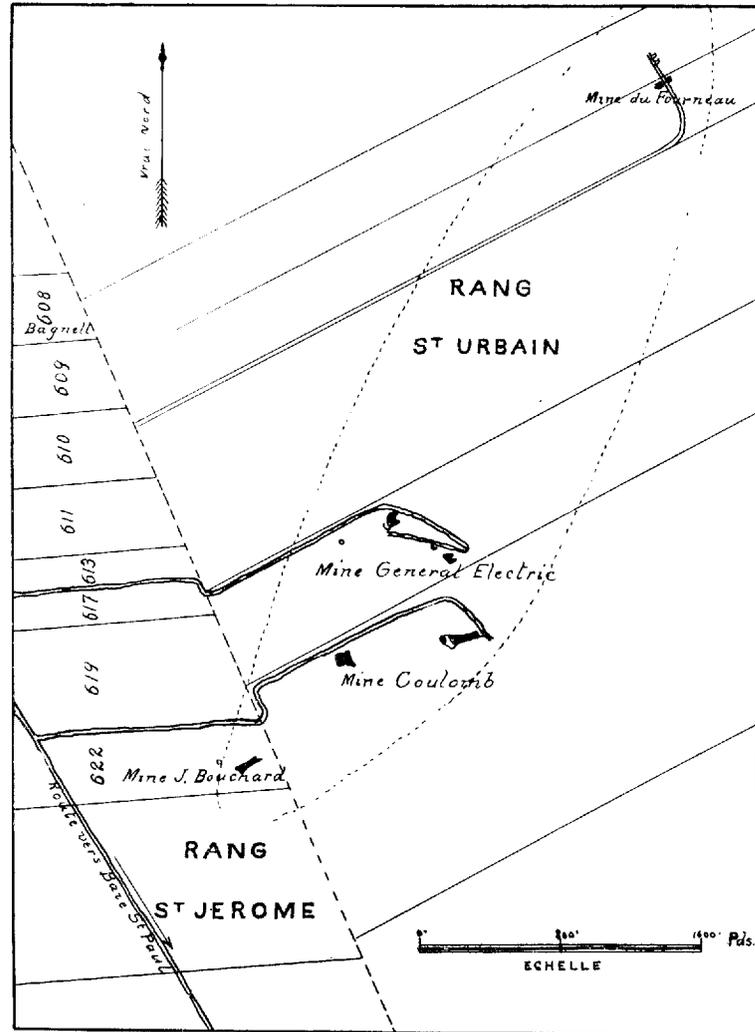 Vrai Nord
Mine du Fourneau
RANG
ST URBAIN
608
Bagnell
609
610
611
613
617
619
622
Mine General Electric
Mine Coulomb
Mine J. Bouchard
Route vers Baie St Paul
RANG
ST JEROME
0' 800' 1600' Pds.
ECHELLE